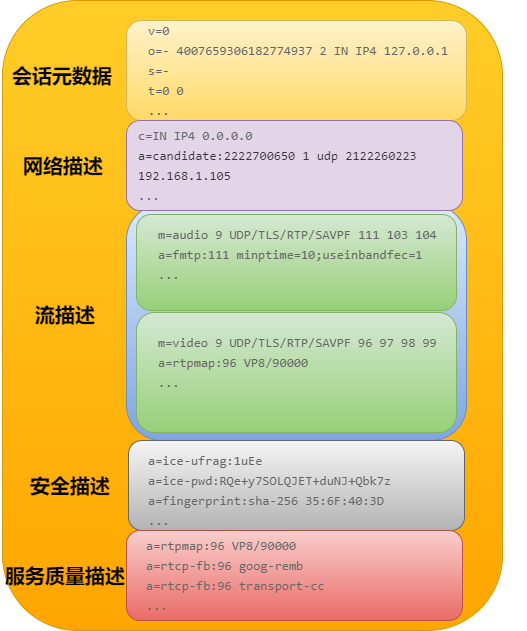 会话元数据
v=0
o=- 4007659306182774937 2 IN IP4 127.0.0.1
s=-
t=0 0
...
网络描述
c=IN IP4 0.0.0.0
a=candidate:2222700650 1 udp 2122260223
192.168.1.105
...
流描述
m=audio 9 UDP/TLS/RTP/SAVPF 111 103 104
a=fmtp:111 minptime=10;useinbandfec=1
...
m=video 9 UDP/TLS/RTP/SAVPF 96 97 98 99
a=rtpmap:96 VP8/90000
...
安全描述
a=ice-ufrag:1uEe
a=ice-pwd:RQe+y7SOLQJET+duNJ+Qbk7z
a=fingerprint:sha-256 35:6F:40:3D
...
服务质量描述
a=rtpmap:96 VP8/90000
a=rtcp-fb:96 goog-remb
a=rtcp-fb:96 transport-cc
...